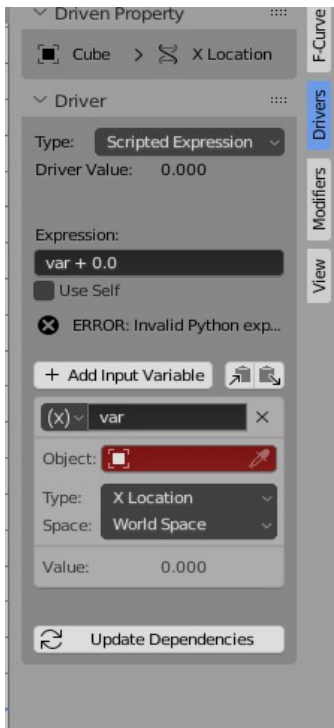 Driven Property
Cube > X Location
Driver
Type: Scripted Expression
Driver Value: 0.000
Expression:
var + 0.0
Use Self
ERROR: Invalid Python exp...
+ Add Input Variable
(x) var
Object:
Type: X Location
Space: World Space
Value: 0.000
Update Dependencies
F-Curve
Drivers
Modifiers
View